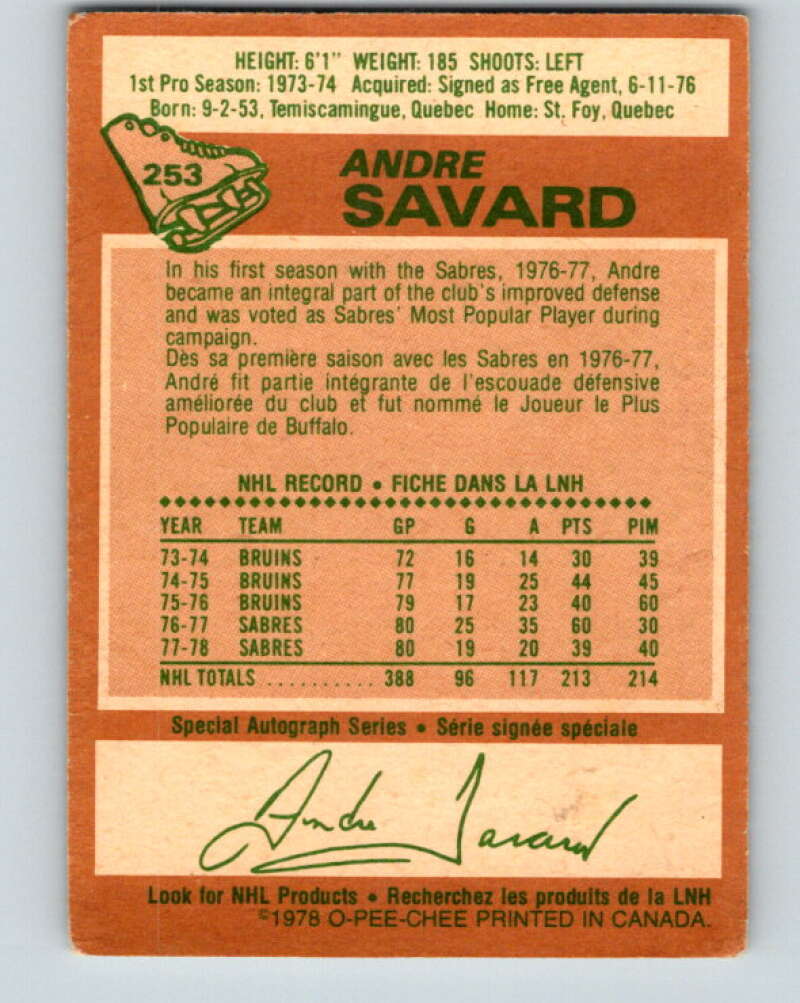 HEIGHT: 6'1" WEIGHT: 185 SHOOTS: LEFT
1st Pro Season: 1973-74 Acquired: Signed as Free Agent, 6-11-76
Born: 9-2-53, Temiscamingue, Quebec Home: St. Foy, Quebec
253
ANDRE
SAVARD
In his first season with the Sabres, 1976-77, Andre
became an integral part of the club's improved defense
and was voted as Sabres' Most Popular Player during
campaign.
Dès sa première saison avec les Sabres en 1976-77,
André fit partie intégrante de l'escouade défensive
améliorée du club et fut nommé le Joueur le Plus
Populaire de Buffalo.
NHL RECORD • FICHE DANS LA LNH
YEAR TEAM GP G A PTS PIM
73-74 BRUINS 72 16 14 30 39
74-75 BRUINS 77 19 25 44 45
75-76 BRUINS 79 17 23 40 60
76-77 SABRES 80 25 35 60 30
77-78 SABRES 80 19 20 39 40
NHL TOTALS........... 388 96 117 213 214
Special Autograph Series • Série signée spéciale
Andre Savard
Look for NHL Products • Recherchez les produits de la LNH
©1978 O-PEE-CHEE PRINTED IN CANADA.